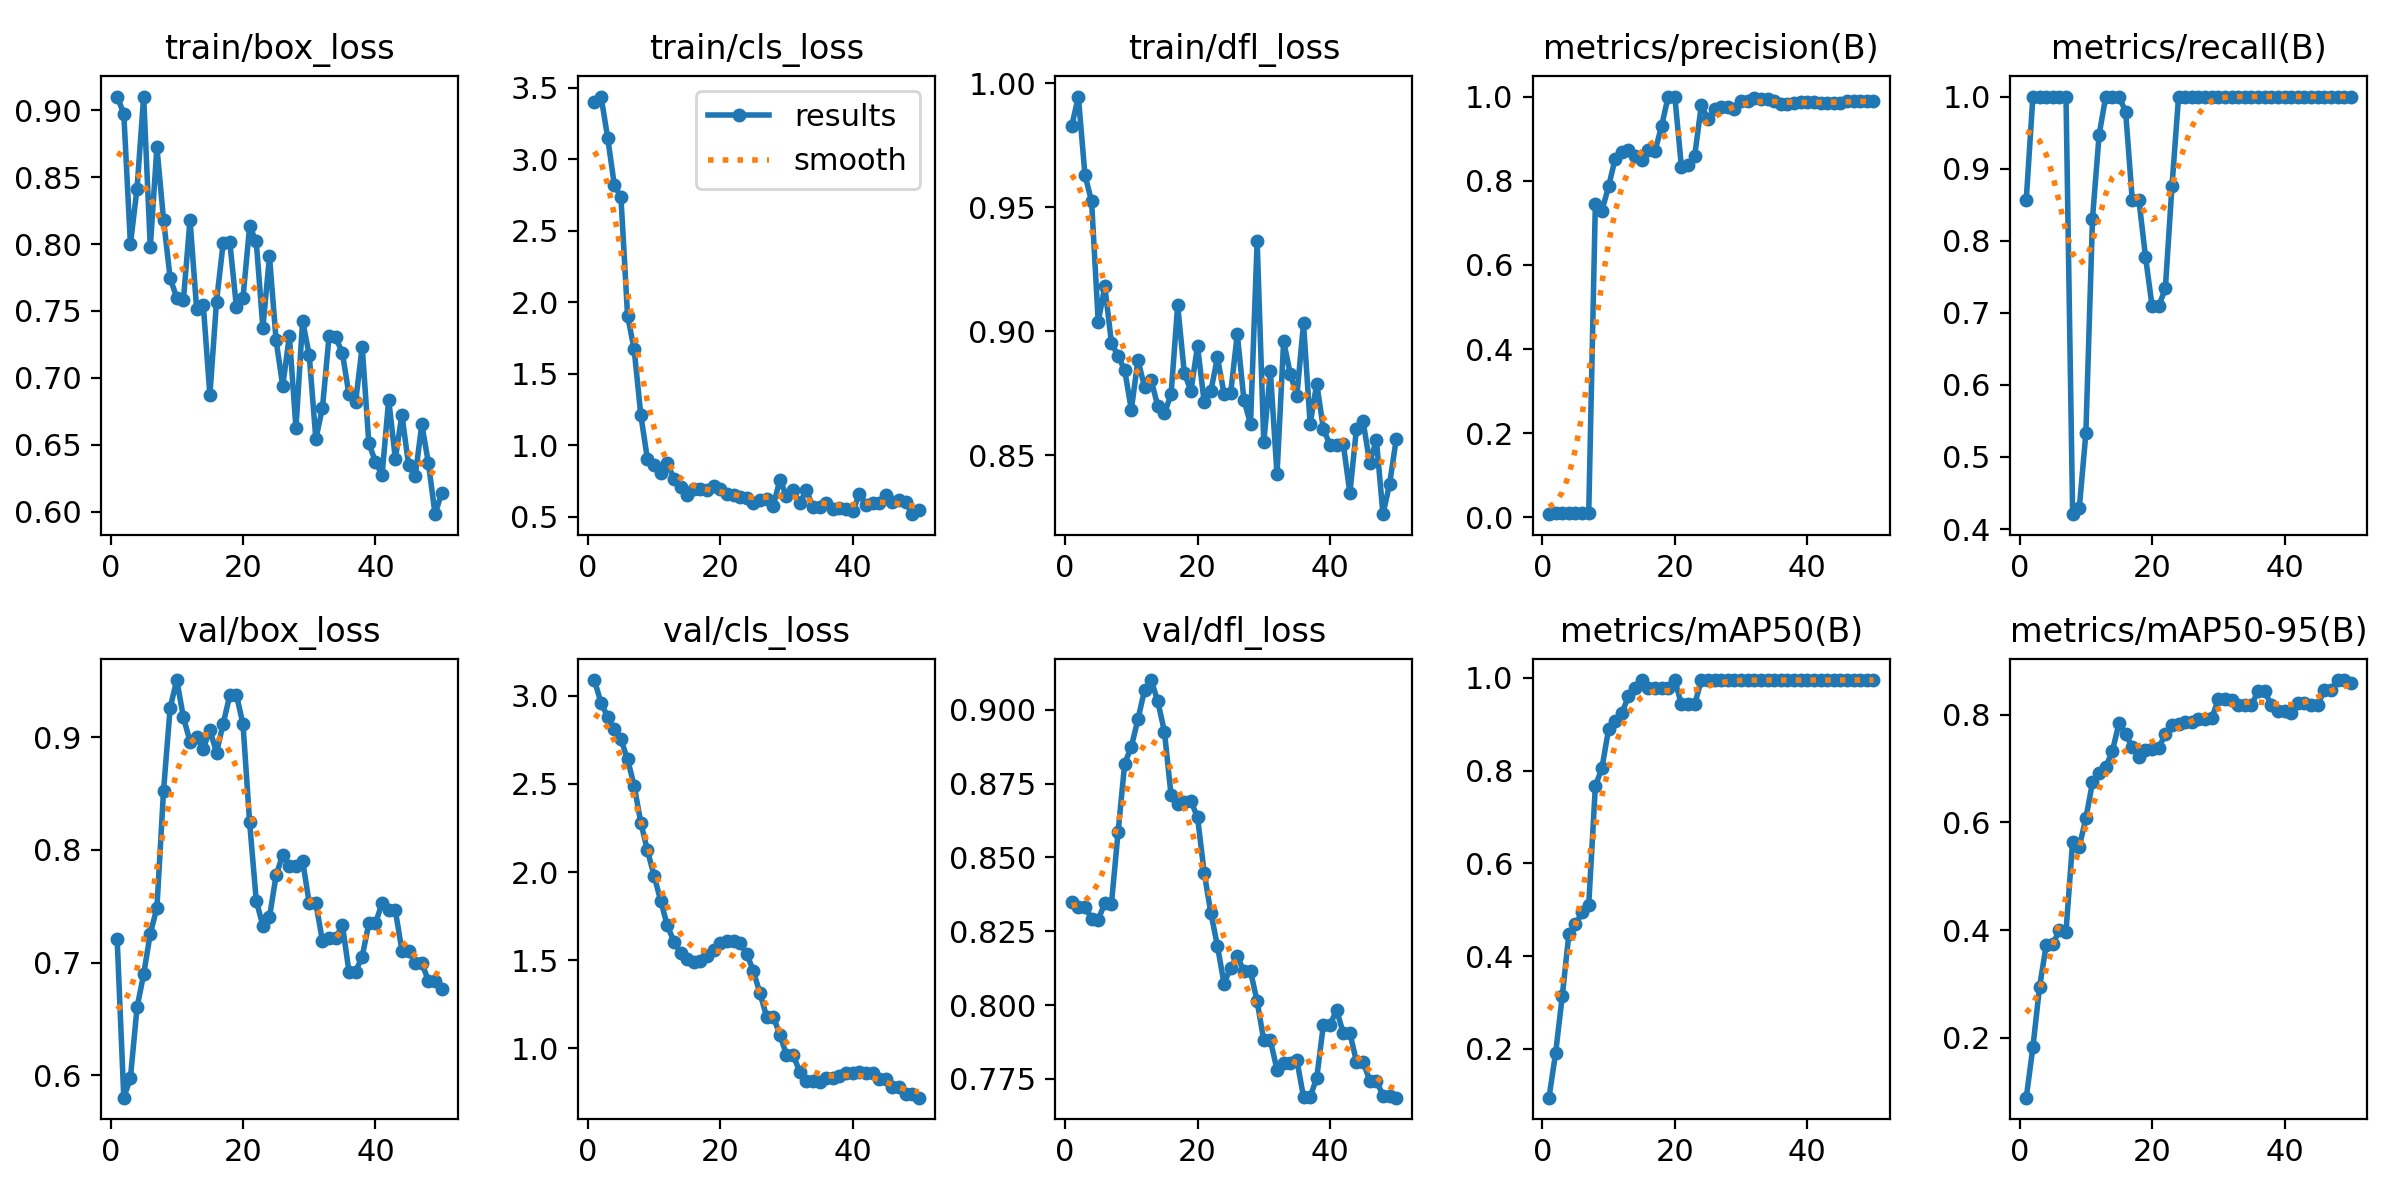 train/box_loss
0.90
0.85
0.80
0.75
0.70
0.65
0.60
0 20 40
train/cls_loss
3.5
3.0
2.5
2.0
1.5
1.0
0.5
results
smooth
0 20 40
train/dfl_loss
1.00
0.95
0.90
0.85
0 20 40
metrics/precision(B)
1.0
0.8
0.6
0.4
0.2
0.0
0 20 40
metrics/recall(B)
1.0
0.9
0.8
0.7
0.6
0.5
0.4
0 20 40
val/box_loss
0.9
0.8
0.7
0.6
0 20 40
val/cls_loss
3.0
2.5
2.0
1.5
1.0
0 20 40
val/dfl_loss
0.900
0.875
0.850
0.825
0.800
0.775
0 20 40
metrics/mAP50(B)
1.0
0.8
0.6
0.4
0.2
0 20 40
metrics/mAP50-95(B)
0.8
0.6
0.4
0.2
0 20 40